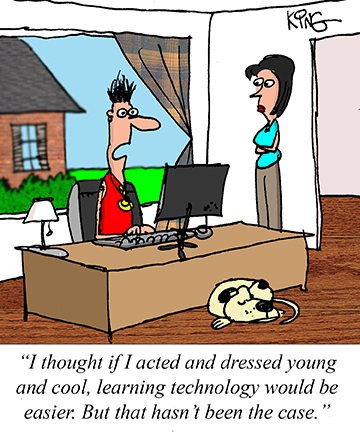 KING
“I thought if I acted and dressed young
and cool, learning technology would be
easier. But that hasn’t been the case.”